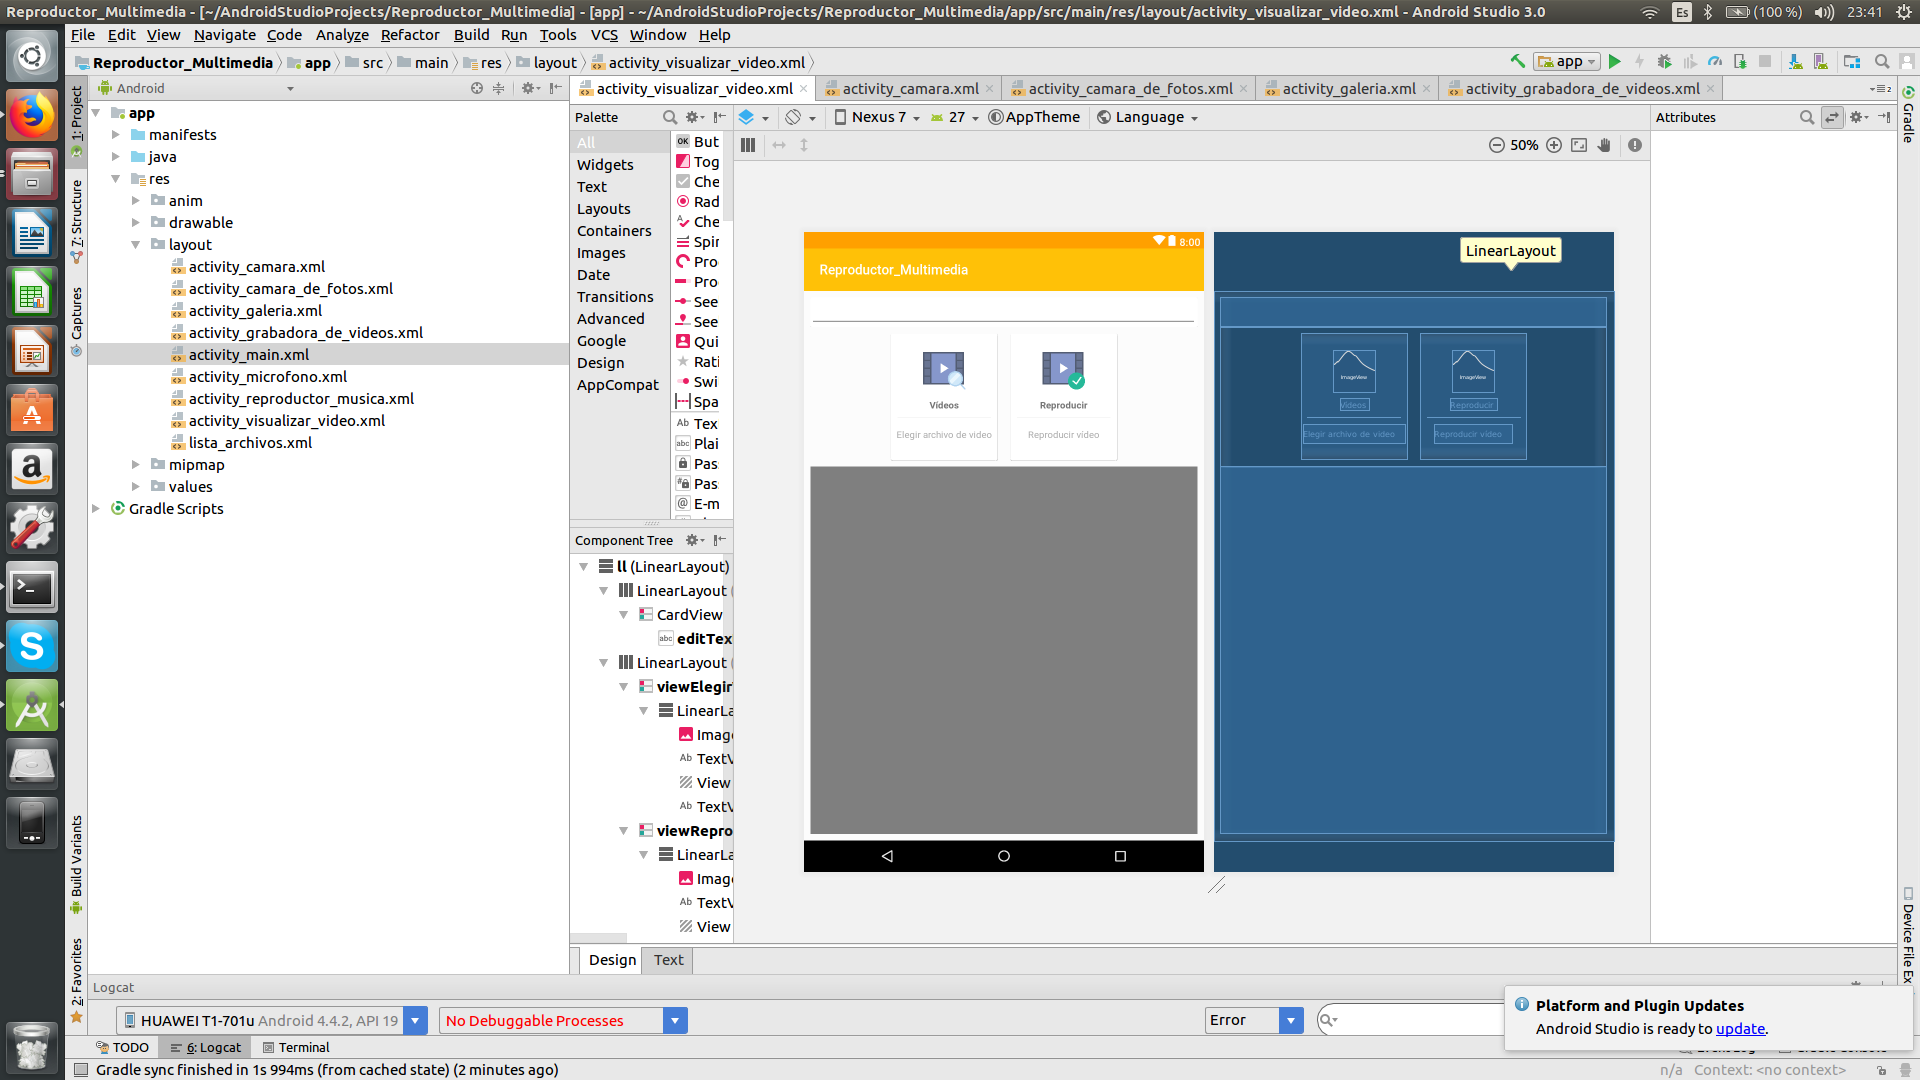 Reproductor_Multimedia - [~/AndroidStudioProjects/Reproductor_Multimedia] - [app] - ~/AndroidStudioProjects/Reproductor_Multimedia/app/src/main/res/layout/activity_visualizar_video.xml - Android Studio 3.0
Es
(100 %)
23:41
File Edit View Navigate Code Analyze Refactor Build Run Tools VCS Window Help
Reproductor_Multimedia app src main res layout activity_visualizar_video.xml
app
Android
activity_visualizar_video.xml
activity_camara.xml
activity_camara_de_fotos.xml
activity_galeria.xml
activity_grabadora_de_videos.xml
1: Project
7: Structure
Captures
Build Variants
2: Favorites
app
manifests
java
res
anim
drawable
layout
activity_camara.xml
activity_camara_de_fotos.xml
activity_galeria.xml
activity_grabadora_de_videos.xml
activity_main.xml
activity_microfono.xml
activity_reproductor_musica.xml
activity_visualizar_video.xml
lista_archivos.xml
mipmap
values
Gradle Scripts
Palette
All
Widgets
Text
Layouts
Containers
Images
Date
Transitions
Advanced
Google
Design
AppCompat
OK But
Tog
Che
Rad
Che
Spir
Pro
Pro
See
See
Qui
Rati
Swi
Spa
Ab Tex
abc Plai
Pas
Pas
E-m
Component Tree
ll (LinearLayout)
LinearLayout (
CardView
abc editTex
LinearLayout (
viewElegir
LinearLa
Imag
Ab TextV
View
Ab TextV
viewRepro
LinearLa
Imag
Ab TextV
View
Nexus 7
27
AppTheme
Language
50%
8:00
Reproductor_Multimedia
Vídeos
Elegir archivo de video
Reproducir
Reproducir vídeo
LinearLayout
ImageView
Vídeos
Elegir archivo de video
ImageView
Reproducir
Reproducir vídeo
Attributes
Gradle
Device File Ex
Design
Text
Logcat
HUAWEI T1-701u Android 4.4.2, API 19
No Debuggable Processes
Error
Platform and Plugin Updates
Android Studio is ready to update.
TODO
6: Logcat
Terminal
Gradle sync finished in 1s 994ms (from cached state) (2 minutes ago)
n/a
Context: <no context>